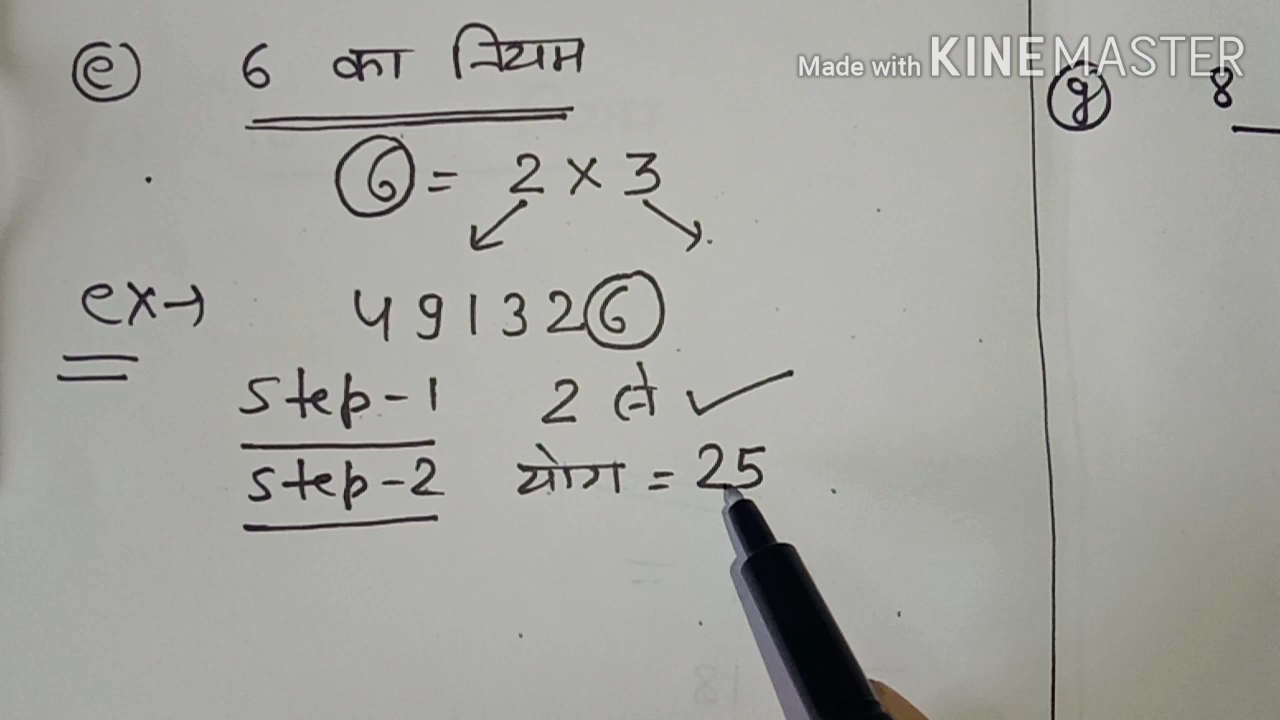 Made with KINEMASTER
ⓔ 6 का नियम
6 = 2 × 3
ex→ 491326
Step-1 2 से ✓
Step-2 योग = 25
ⓖ 8